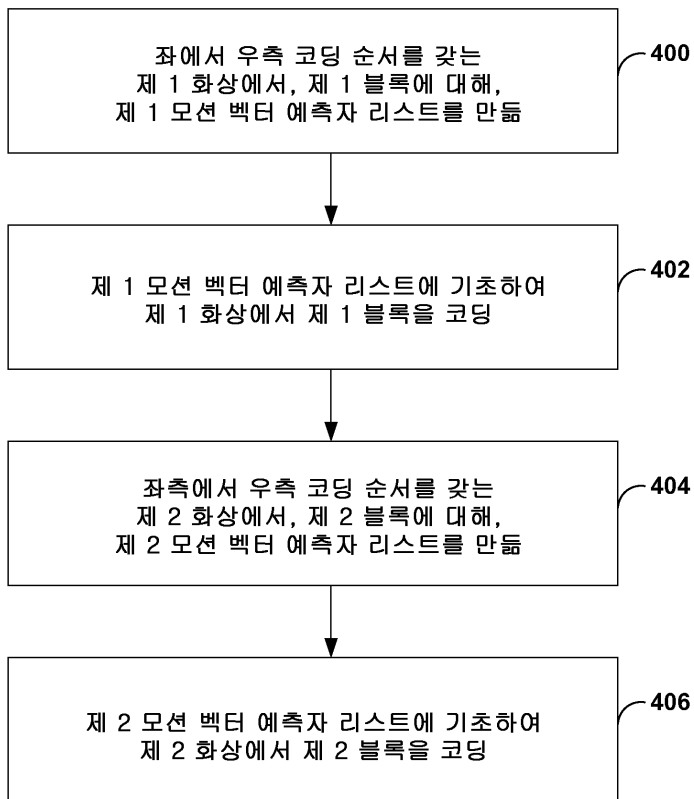 좌에서 우측 코딩 순서를 갖는
제 1 화상에서, 제 1 블록에 대해,
제 1 모션 벡터 예측자 리스트를 만듦
400
제 1 모션 벡터 예측자 리스트에 기초하여
제 1 화상에서 제 1 블록을 코딩
402
좌측에서 우측 코딩 순서를 갖는
제 2 화상에서, 제 2 블록에 대해,
제 2 모션 벡터 예측자 리스트를 만듦
404
제 2 모션 벡터 예측자 리스트에 기초하여
제 2 화상에서 제 2 블록을 코딩
406